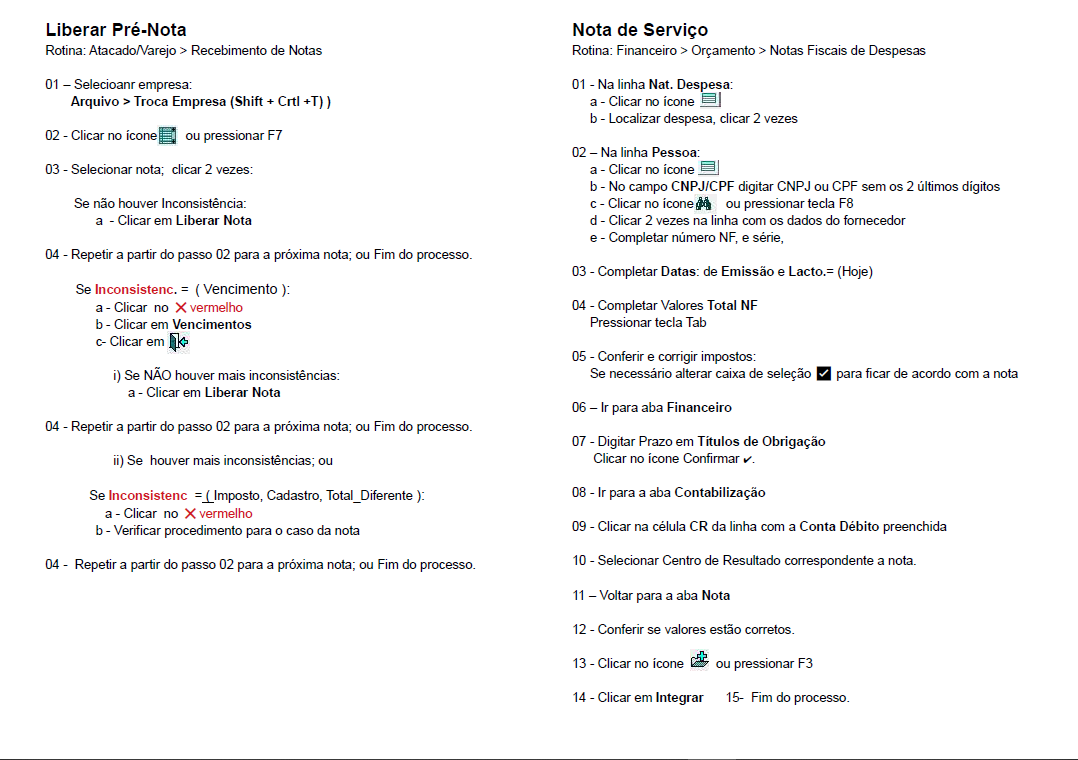 Liberar Pré-Nota
Rotina: Atacado/Varejo > Recebimento de Notas
01 – Selecioanr empresa:
Arquivo > Troca Empresa (Shift + Crtl +T) )
02 - Clicar no ícone ou pressionar F7
03 - Selecionar nota; clicar 2 vezes:
Se não houver Inconsistência:
a - Clicar em Liberar Nota
04 - Repetir a partir do passo 02 para a próxima nota; ou Fim do processo.
Se Inconsistenc. = ( Vencimento ):
a - Clicar no ✕ vermelho
b - Clicar em Vencimentos
c- Clicar em
i) Se NÃO houver mais inconsistências:
a - Clicar em Liberar Nota
04 - Repetir a partir do passo 02 para a próxima nota; ou Fim do processo.
ii) Se houver mais inconsistências; ou
Se Inconsistenc = ( Imposto, Cadastro, Total_Diferente ):
a - Clicar no ✕ vermelho
b - Verificar procedimento para o caso da nota
04 - Repetir a partir do passo 02 para a próxima nota; ou Fim do processo.
Nota de Serviço
Rotina: Financeiro > Orçamento > Notas Fiscais de Despesas
01 - Na linha Nat. Despesa:
a - Clicar no ícone
b - Localizar despesa, clicar 2 vezes
02 – Na linha Pessoa:
a - Clicar no ícone
b - No campo CNPJ/CPF digitar CNPJ ou CPF sem os 2 últimos dígitos
c - Clicar no ícone ou pressionar tecla F8
d - Clicar 2 vezes na linha com os dados do fornecedor
e - Completar número NF, e série,
03 - Completar Datas: de Emissão e Lacto.= (Hoje)
04 - Completar Valores Total NF
Pressionar tecla Tab
05 - Conferir e corrigir impostos:
Se necessário alterar caixa de seleção ☑ para ficar de acordo com a nota
06 – Ir para aba Financeiro
07 - Digitar Prazo em Títulos de Obrigação
Clicar no ícone Confirmar ✔.
08 - Ir para a aba Contabilização
09 - Clicar na célula CR da linha com a Conta Débito preenchida
10 - Selecionar Centro de Resultado correspondente a nota.
11 – Voltar para a aba Nota
12 - Conferir se valores estão corretos.
13 - Clicar no ícone ou pressionar F3
14 - Clicar em Integrar 15- Fim do processo.